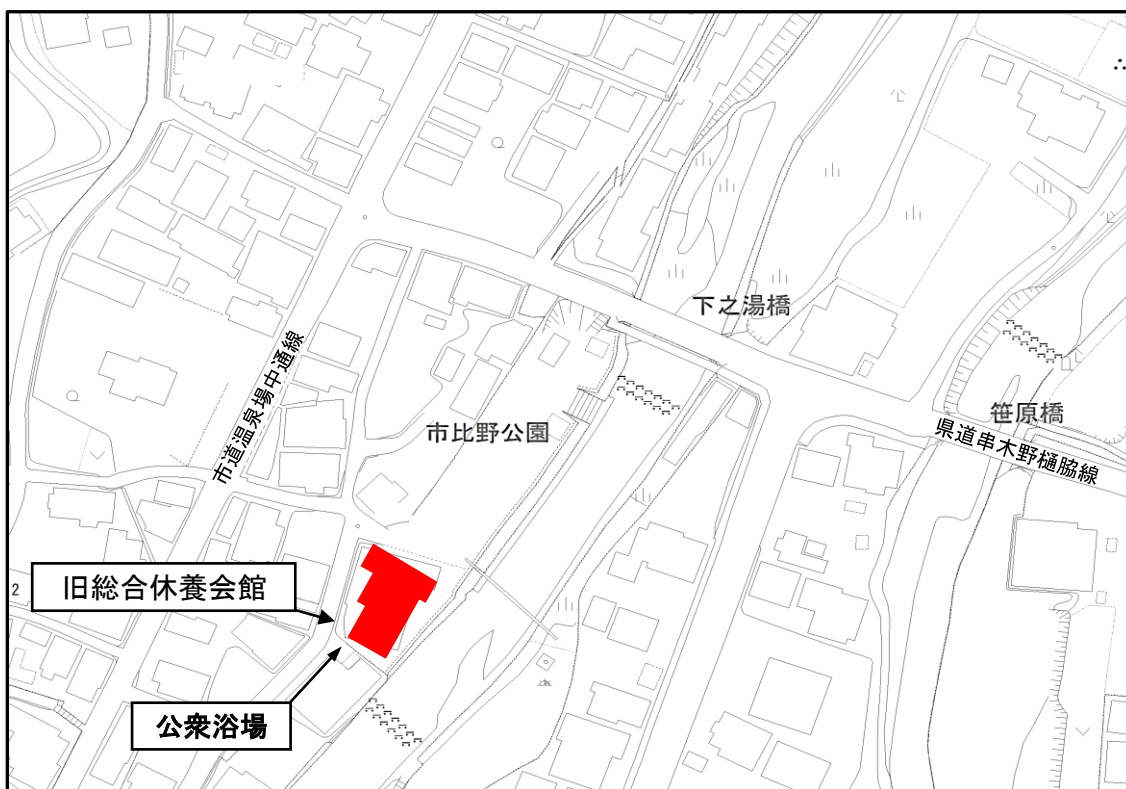 下之湯橋
笹原橋
県道串木野樋脇線
市道温泉場中通線
市比野公園
旧総合休養会館
2
公衆浴場